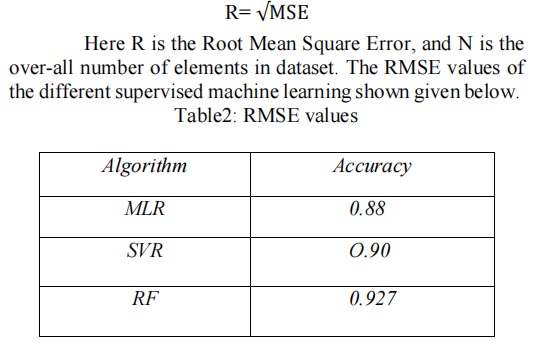 R= √MSE
Here R is the Root Mean Square Error, and N is the
over-all number of elements in dataset. The RMSE values of
the different supervised machine learning shown given below.
Table2: RMSE values
Algorithm Accuracy
MLR 0.88
SVR O.90
RF 0.927